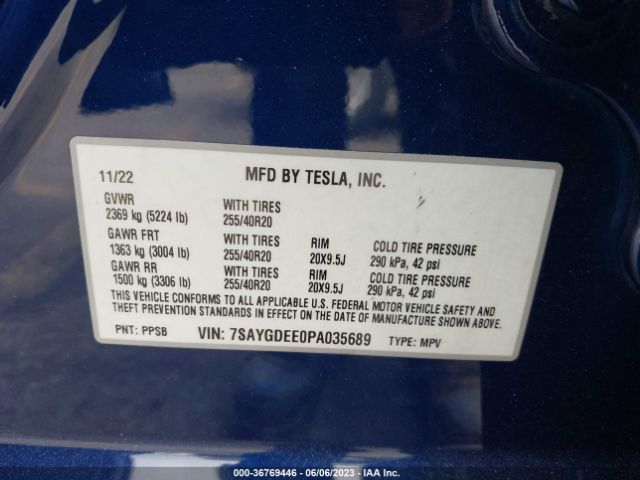 11/22 MFD BY TESLA, INC.
GVWR WITH TIRES
2369 kg (5224 lb) 255/40R20
GAWR FRT WITH TIRES RIM COLD TIRE PRESSURE
1363 kg (3004 lb) 255/40R20 20X9.5J 290 kPa, 42 psi
GAWR RR WITH TIRES RIM COLD TIRE PRESSURE
1500 kg (3306 lb) 255/40R20 20X9.5J 290 kPa, 42 psi
THIS VEHICLE CONFORMS TO ALL APPLICABLE U.S. FEDERAL MOTOR VEHICLE SAFETY AND
THEFT PREVENTION STANDARDS IN EFFECT ON THE DATE OF MANUFACTURE SHOWN ABOVE.
PNT: PPSB VIN: 7SAYGDEE0PA035689 TYPE: MPV
000-36769446 - 06/06/2023 - IAA Inc.